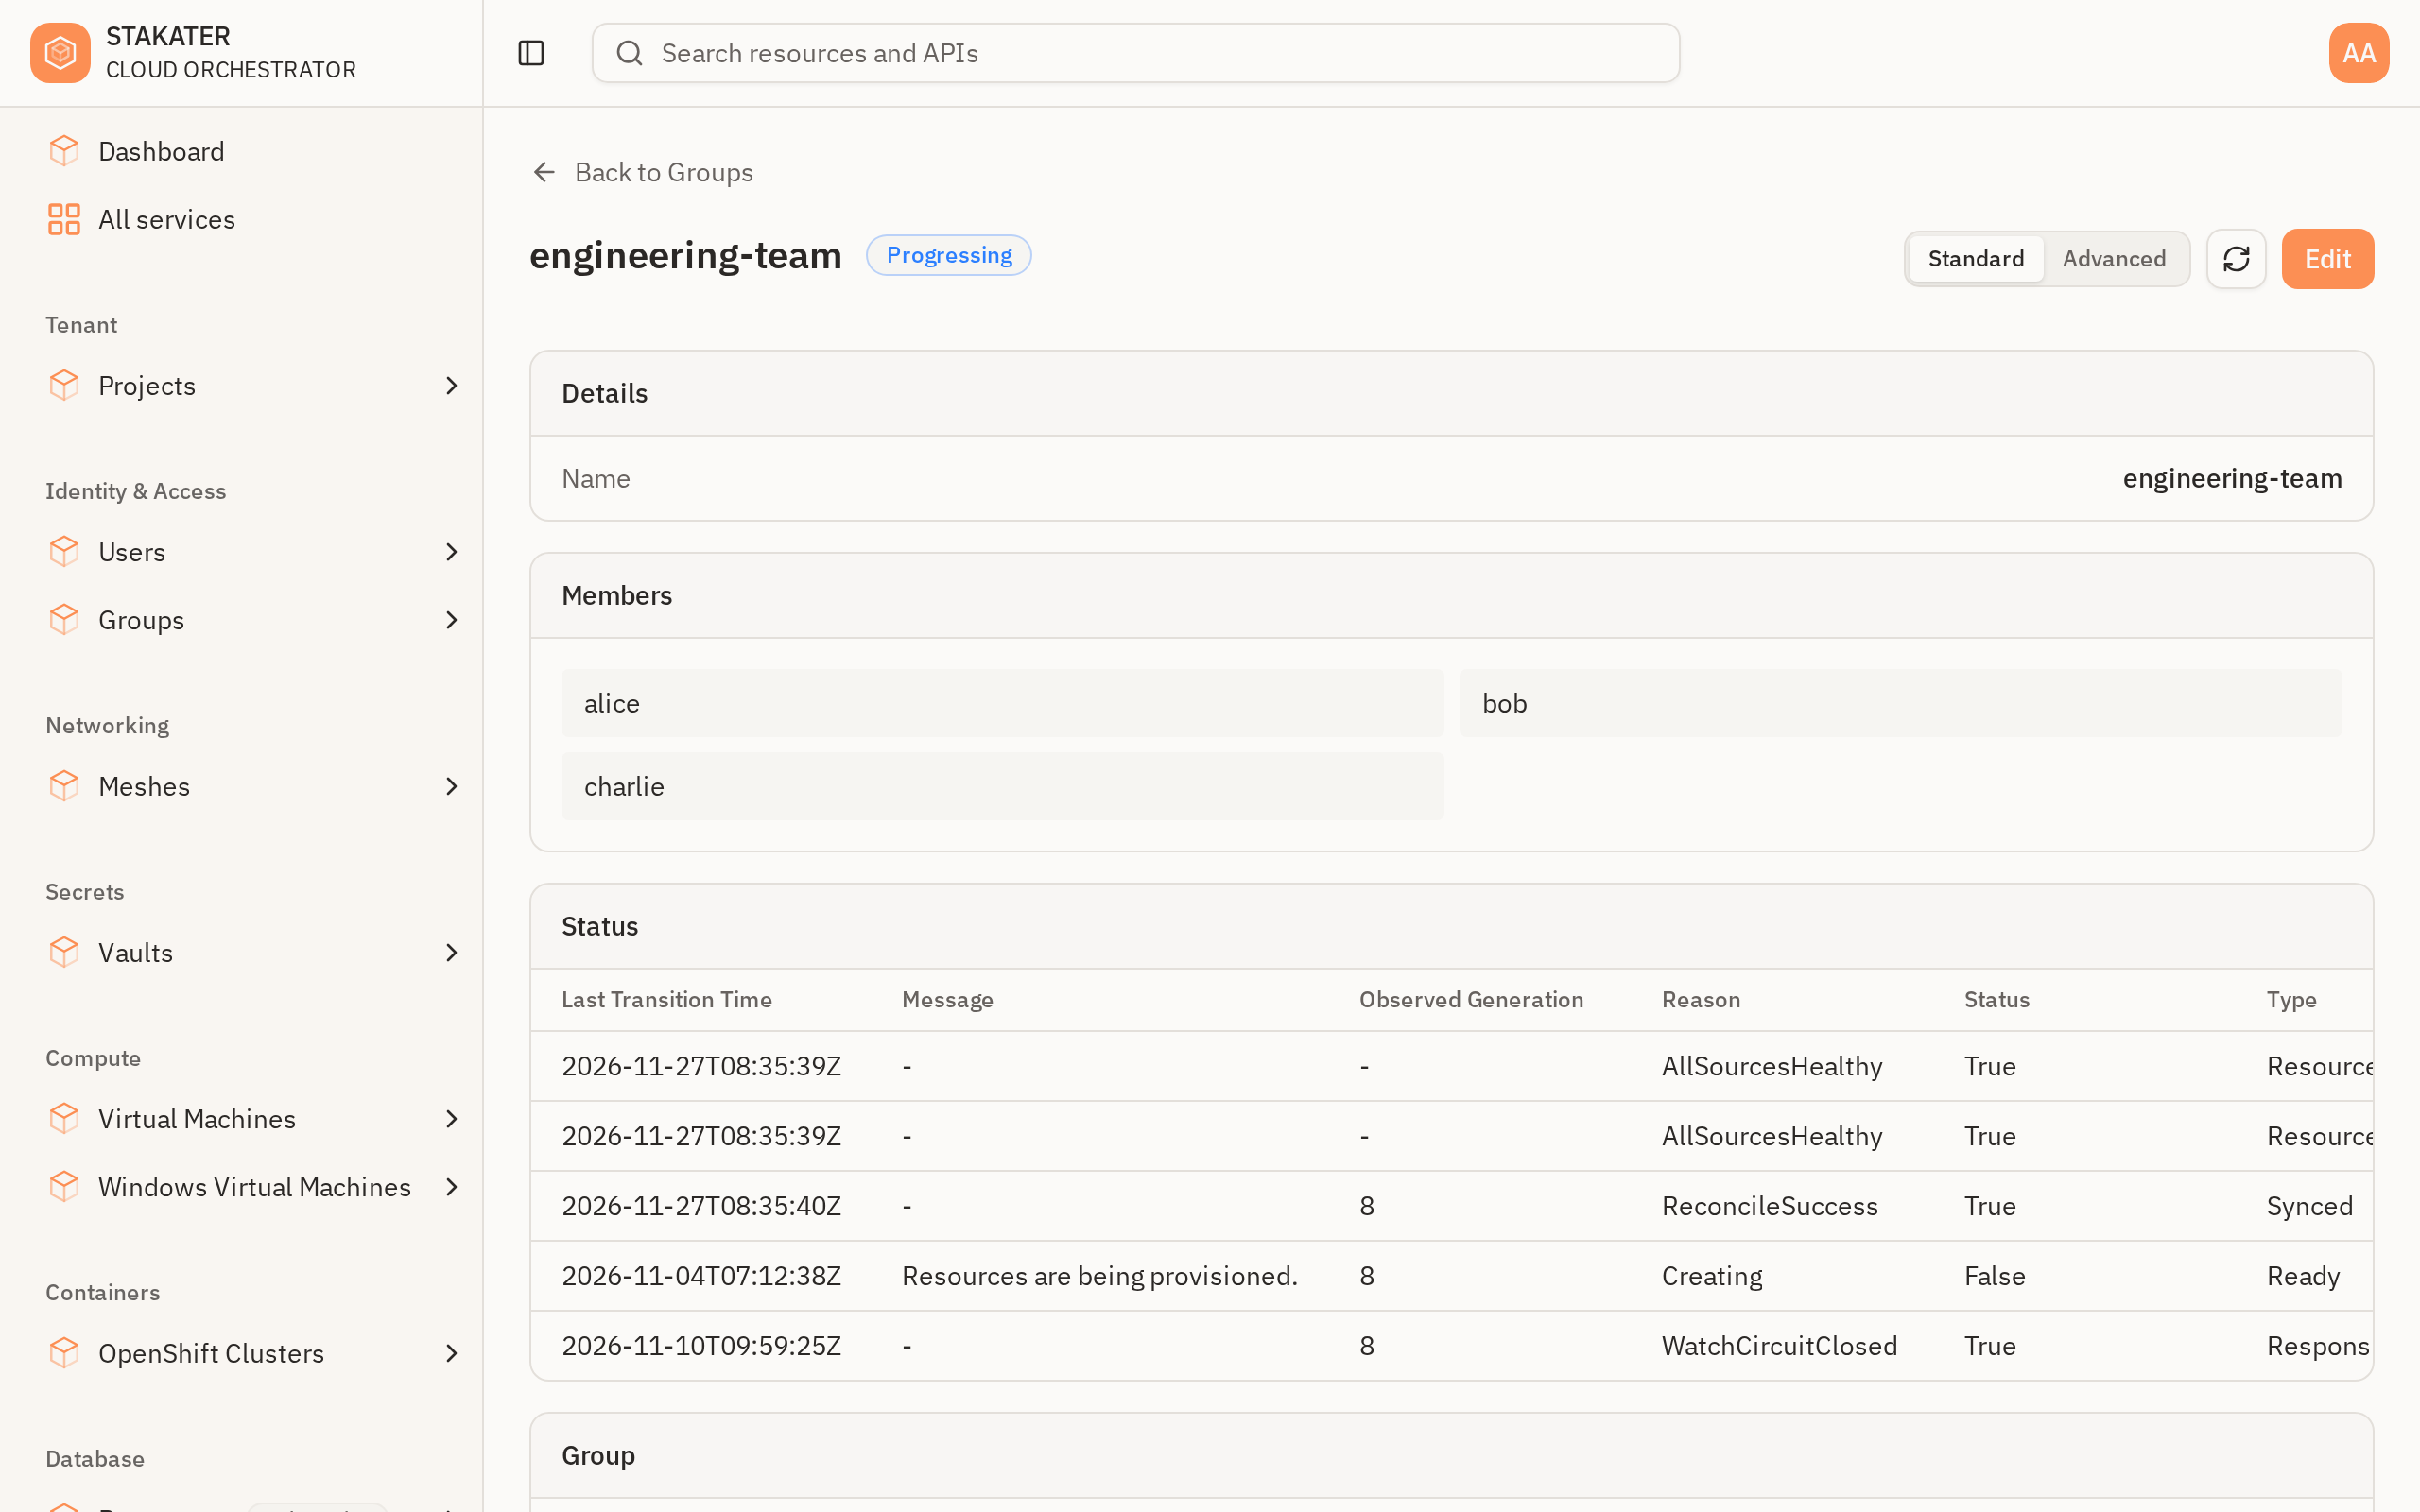 STAKATER
CLOUD ORCHESTRATOR
Search resources and APIs
AA
Dashboard
All services
Tenant
Projects
Identity & Access
Users
Groups
Networking
Meshes
Secrets
Vaults
Compute
Virtual Machines
Windows Virtual Machines
Containers
OpenShift Clusters
Database
Back to Groups
engineering-team Progressing
Standard Advanced Edit
Details
Name engineering-team
Members
alice bob
charlie
Status
Last Transition Time Message Observed Generation Reason Status Type
2026-11-27T08:35:39Z - - AllSourcesHealthy True Resource
2026-11-27T08:35:39Z - - AllSourcesHealthy True Resource
2026-11-27T08:35:40Z - 8 ReconcileSuccess True Synced
2026-11-04T07:12:38Z Resources are being provisioned. 8 Creating False Ready
2026-11-10T09:59:25Z - 8 WatchCircuitClosed True Respons
Group